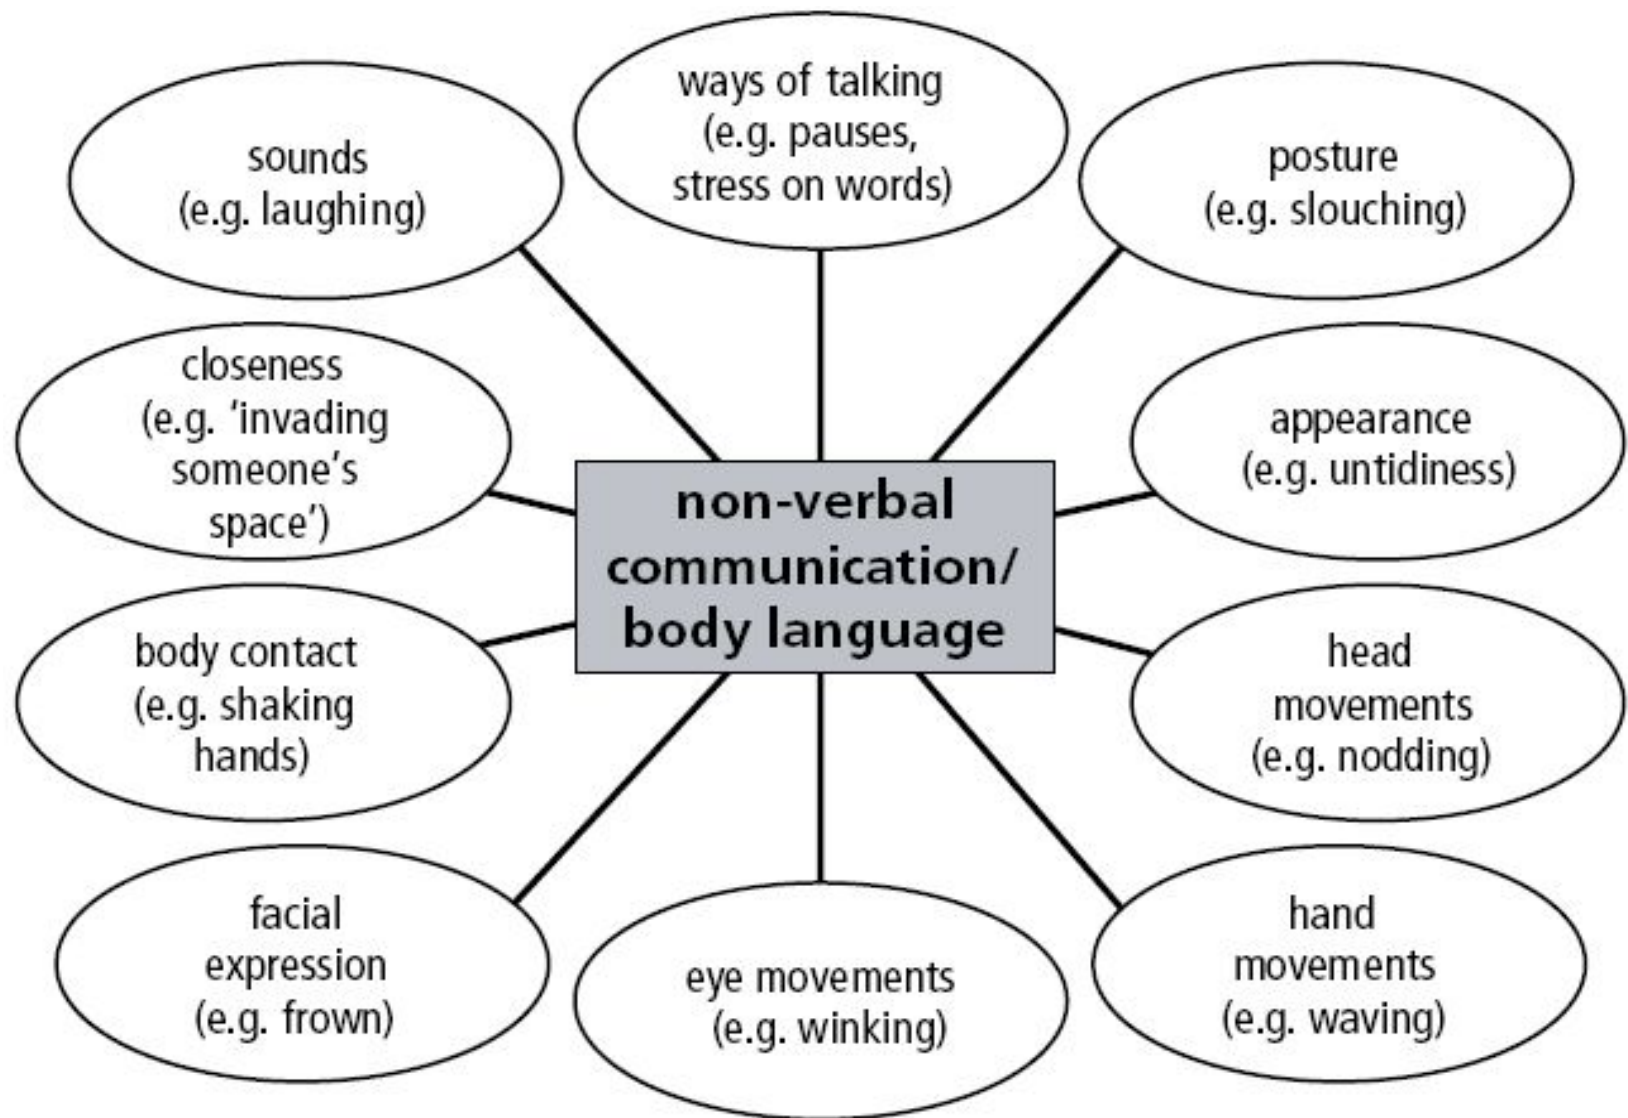 ways of talking
(e.g. pauses,
stress on words)
sounds
(e.g. laughing)
posture
(e.g. slouching)
closeness
(e.g. ‘invading
someone’s
space’)
appearance
(e.g. untidiness)
non-verbal
communication/
body language
body contact
(e.g. shaking
hands)
head
movements
(e.g. nodding)
facial
expression
(e.g. frown)
eye movements
(e.g. winking)
hand
movements
(e.g. waving)